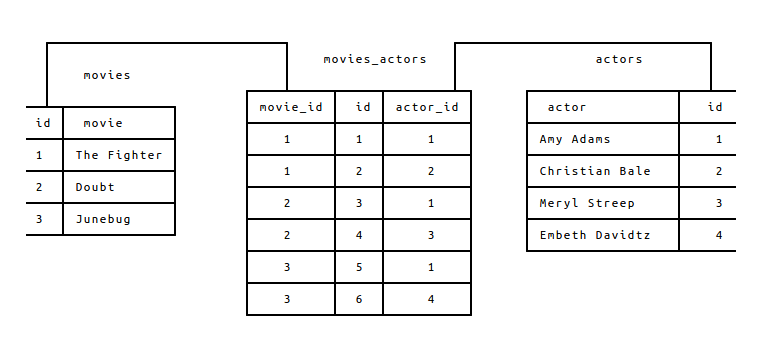 movies
id movie
1 The Fighter
2 Doubt
3 Junebug
movies_actors
movie_id id actor_id
1 1 1
1 2 2
2 3 1
2 4 3
3 5 1
3 6 4
actors
actor id
Amy Adams 1
Christian Bale 2
Meryl Streep 3
Embeth Davidtz 4